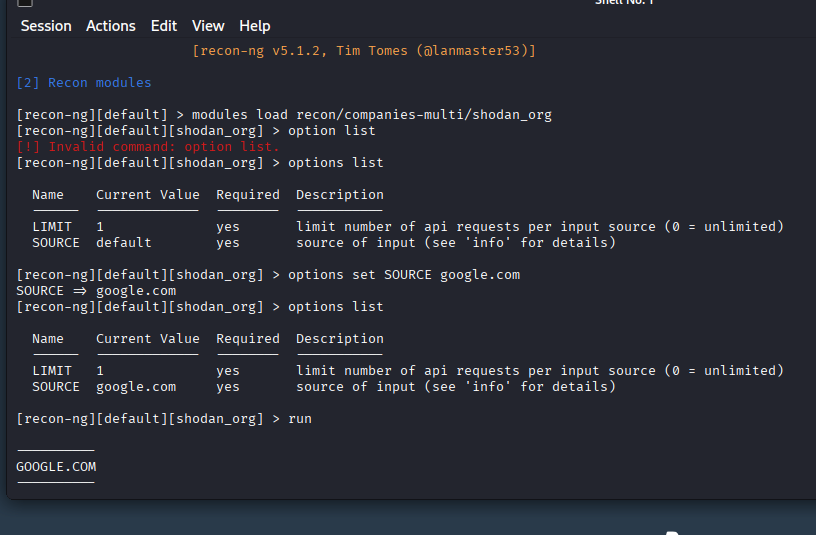 Shell No. 1
Session Actions Edit View Help
[recon-ng v5.1.2, Tim Tomes (@lanmaster53)]
[2] Recon modules
[recon-ng][default] > modules load recon/companies-multi/shodan_org
[recon-ng][default][shodan_org] > option list
[!] Invalid command: option list.
[recon-ng][default][shodan_org] > options list
Name Current Value Required Description
LIMIT 1 yes limit number of api requests per input source (0 = unlimited)
SOURCE default yes source of input (see 'info' for details)
[recon-ng][default][shodan_org] > options set SOURCE google.com
SOURCE => google.com
[recon-ng][default][shodan_org] > options list
Name Current Value Required Description
LIMIT 1 yes limit number of api requests per input source (0 = unlimited)
SOURCE google.com yes source of input (see 'info' for details)
[recon-ng][default][shodan_org] > run
GOOGLE.COM